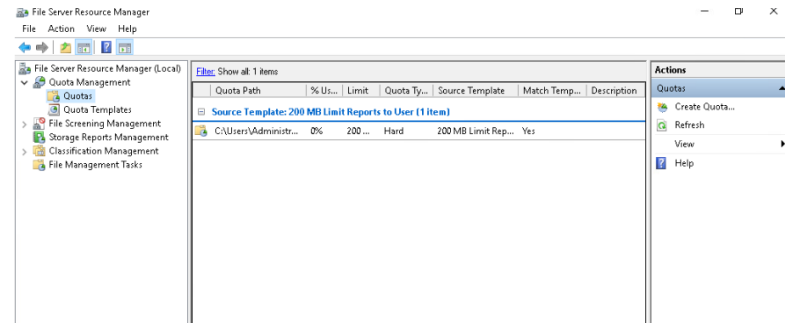 File Server Resource Manager
File Action View Help
File Server Resource Manager (Local)
Quota Management
Quotas
Quota Templates
File Screening Management
Storage Reports Management
Classification Management
File Management Tasks
Filter: Show all: 1 items
Quota Path % Us... Limit Quota Ty... Source Template Match Temp... Description
Source Template: 200 MB Limit Reports to User (1 item)
C:\Users\Administr... 0% 200 ... Hard 200 MB Limit Rep... Yes
Actions
Quotas
Create Quota...
Refresh
View
Help